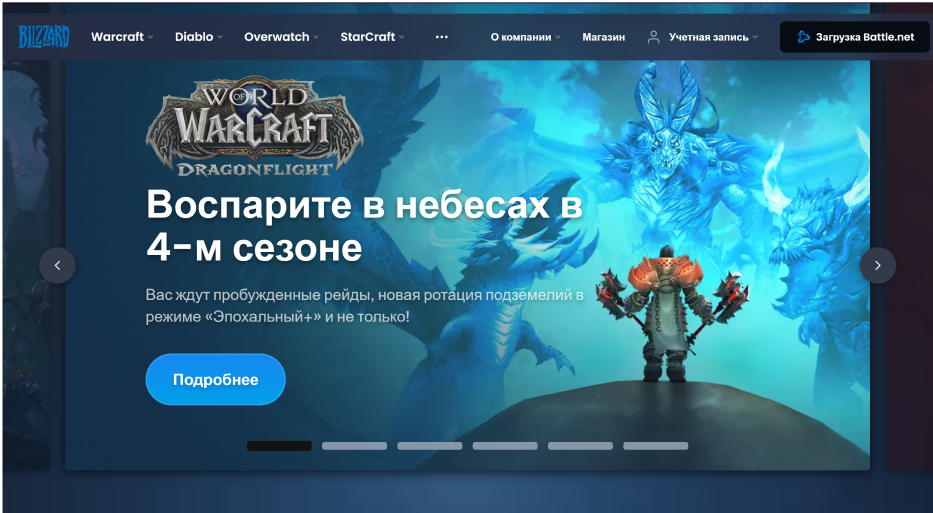 BLIZZARD
Warcraft Diablo Overwatch StarCraft ... О компании Магазин Учетная запись Загрузка Battle.net
WORLD
OF
WARCRAFT
DRAGONFLIGHT
Воспарите в небесах в
4-м сезоне
Вас ждут пробужденные рейды, новая ротация подземелий в
режиме «Эпохальный+» и не только!
Подробнее